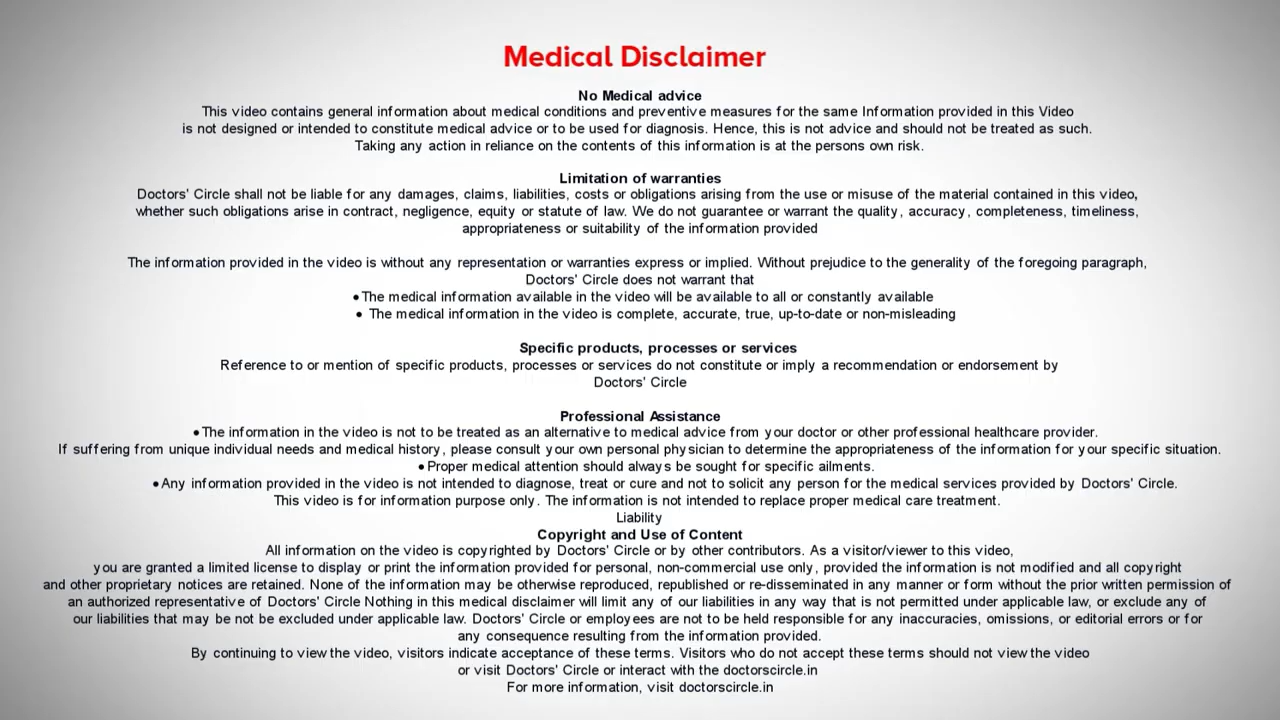 Medical Disclaimer
No Medical advice
This video contains general information about medical conditions and preventive measures for the same Information provided in this Video
is not designed or intended to constitute medical advice or to be used for diagnosis. Hence, this is not advice and should not be treated as such.
Taking any action in reliance on the contents of this information is at the persons own risk.
Limitation of warranties
Doctors' Circle shall not be liable for any damages, claims, liabilities, costs or obligations arising from the use or misuse of the material contained in this video,
whether such obligations arise in contract, negligence, equity or statute of law. We do not guarantee or warrant the quality, accuracy, completeness, timeliness,
appropriateness or suitability of the information provided
The information provided in the video is without any representation or warranties express or implied. Without prejudice to the generality of the foregoing paragraph,
Doctors' Circle does not warrant that
• The medical information available in the video will be available to all or constantly available
• The medical information in the video is complete, accurate, true, up-to-date or non-misleading
Specific products, processes or services
Reference to or mention of specific products, processes or services do not constitute or imply a recommendation or endorsement by
Doctors' Circle
Professional Assistance
• The information in the video is not to be treated as an alternative to medical advice from your doctor or other professional healthcare provider.
If suffering from unique individual needs and medical history, please consult your own personal physician to determine the appropriateness of the information for your specific situation.
• Proper medical attention should always be sought for specific ailments.
• Any information provided in the video is not intended to diagnose, treat or cure and not to solicit any person for the medical services provided by Doctors' Circle.
This video is for information purpose only. The information is not intended to replace proper medical care treatment.
Liability
Copyright and Use of Content
All information on the video is copyrighted by Doctors' Circle or by other contributors. As a visitor/viewer to this video,
you are granted a limited license to display or print the information provided for personal, non-commercial use only, provided the information is not modified and all copyright
and other proprietary notices are retained. None of the information may be otherwise reproduced, republished or re-disseminated in any manner or form without the prior written permission of
an authorized representative of Doctors' Circle Nothing in this medical disclaimer will limit any of our liabilities in any way that is not permitted under applicable law, or exclude any of
our liabilities that may be not be excluded under applicable law. Doctors' Circle or employees are not to be held responsible for any inaccuracies, omissions, or editorial errors or for
any consequence resulting from the information provided.
By continuing to view the video, visitors indicate acceptance of these terms. Visitors who do not accept these terms should not view the video
or visit Doctors' Circle or interact with the doctorscircle.in
For more information, visit doctorscircle.in